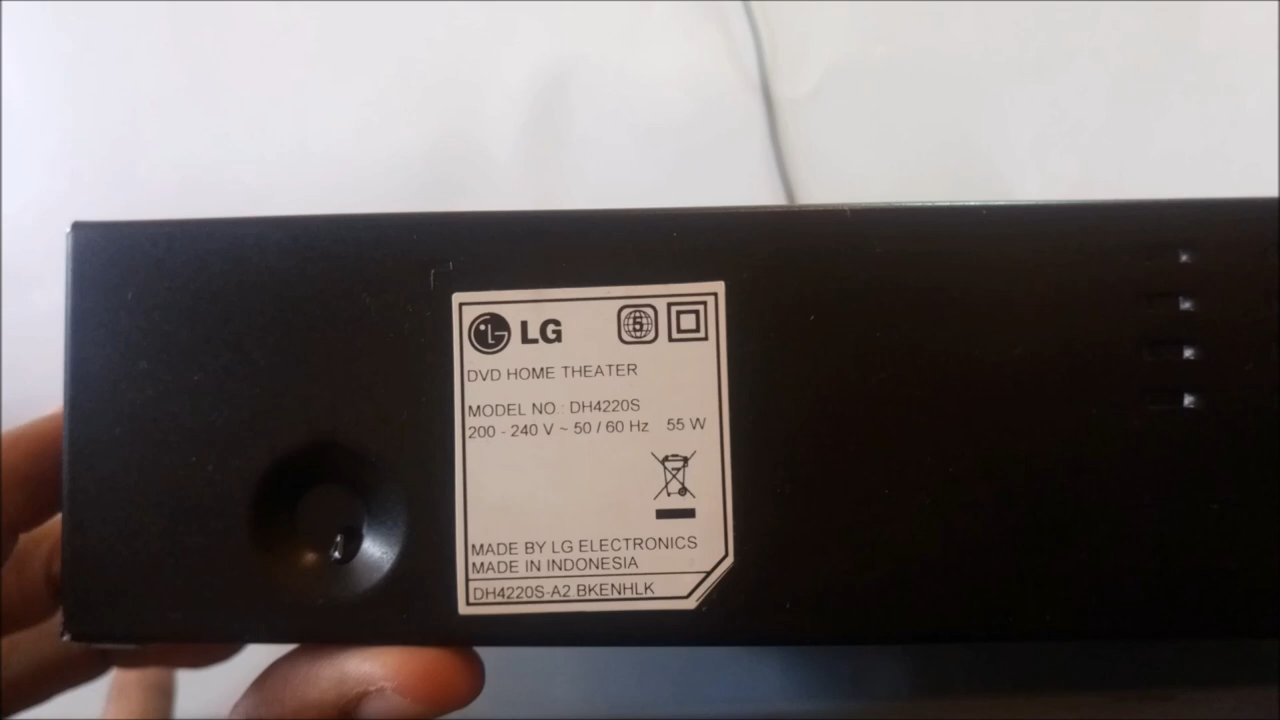 LG
5
DVD HOME THEATER
MODEL NO.: DH4220S
200 - 240 V ~ 50 / 60 Hz 55 W
MADE BY LG ELECTRONICS
MADE IN INDONESIA
DH4220S-A2.BKENHLK